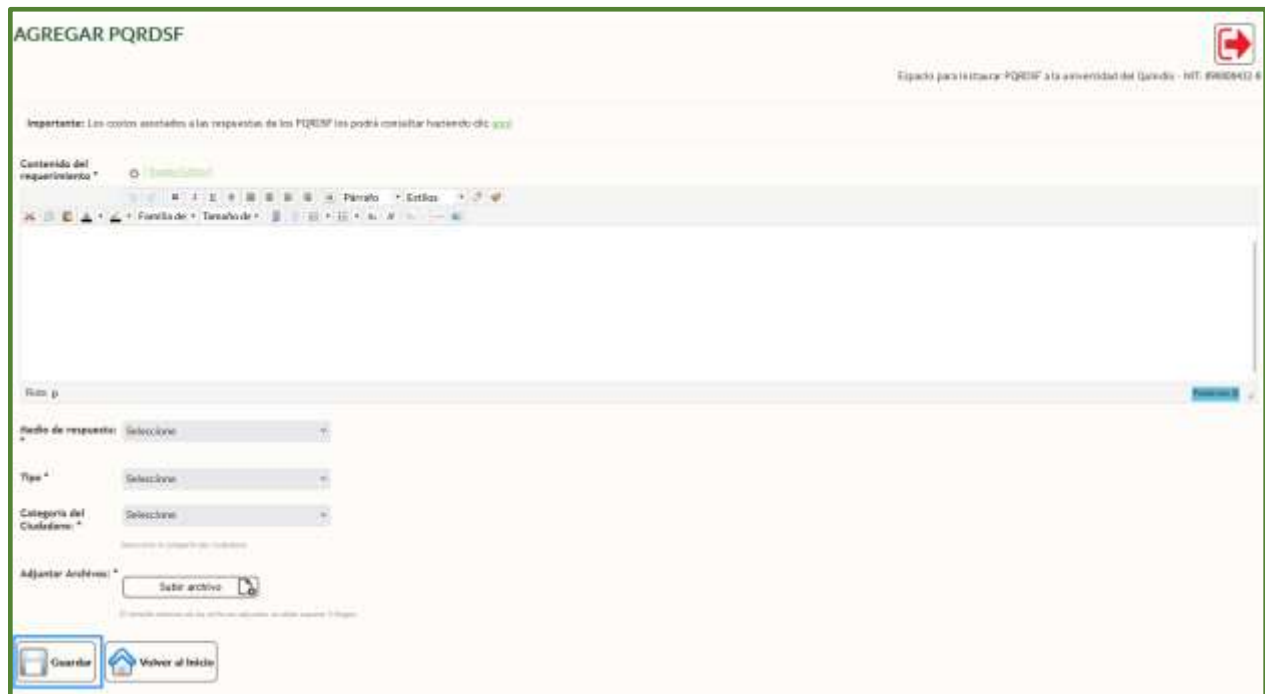 AGREGAR PQRDSF
Espacio para instaurar PQRDSF a la universidad del Quindío - NIT:
Importante: Los costos asociados a las respuestas de los PQRDSF los podrá consultar haciendo clic aquí
Contenido del
requerimiento *
Párrafo Estilos
Familia de Tamaño de
Ruta: p
Medio de respuesta: Seleccione
*
Tipo * Seleccione
Categoría del
Ciudadano: * Seleccione
Adjuntar Archivos: *
Subir archivo
Guardar Volver al Inicio